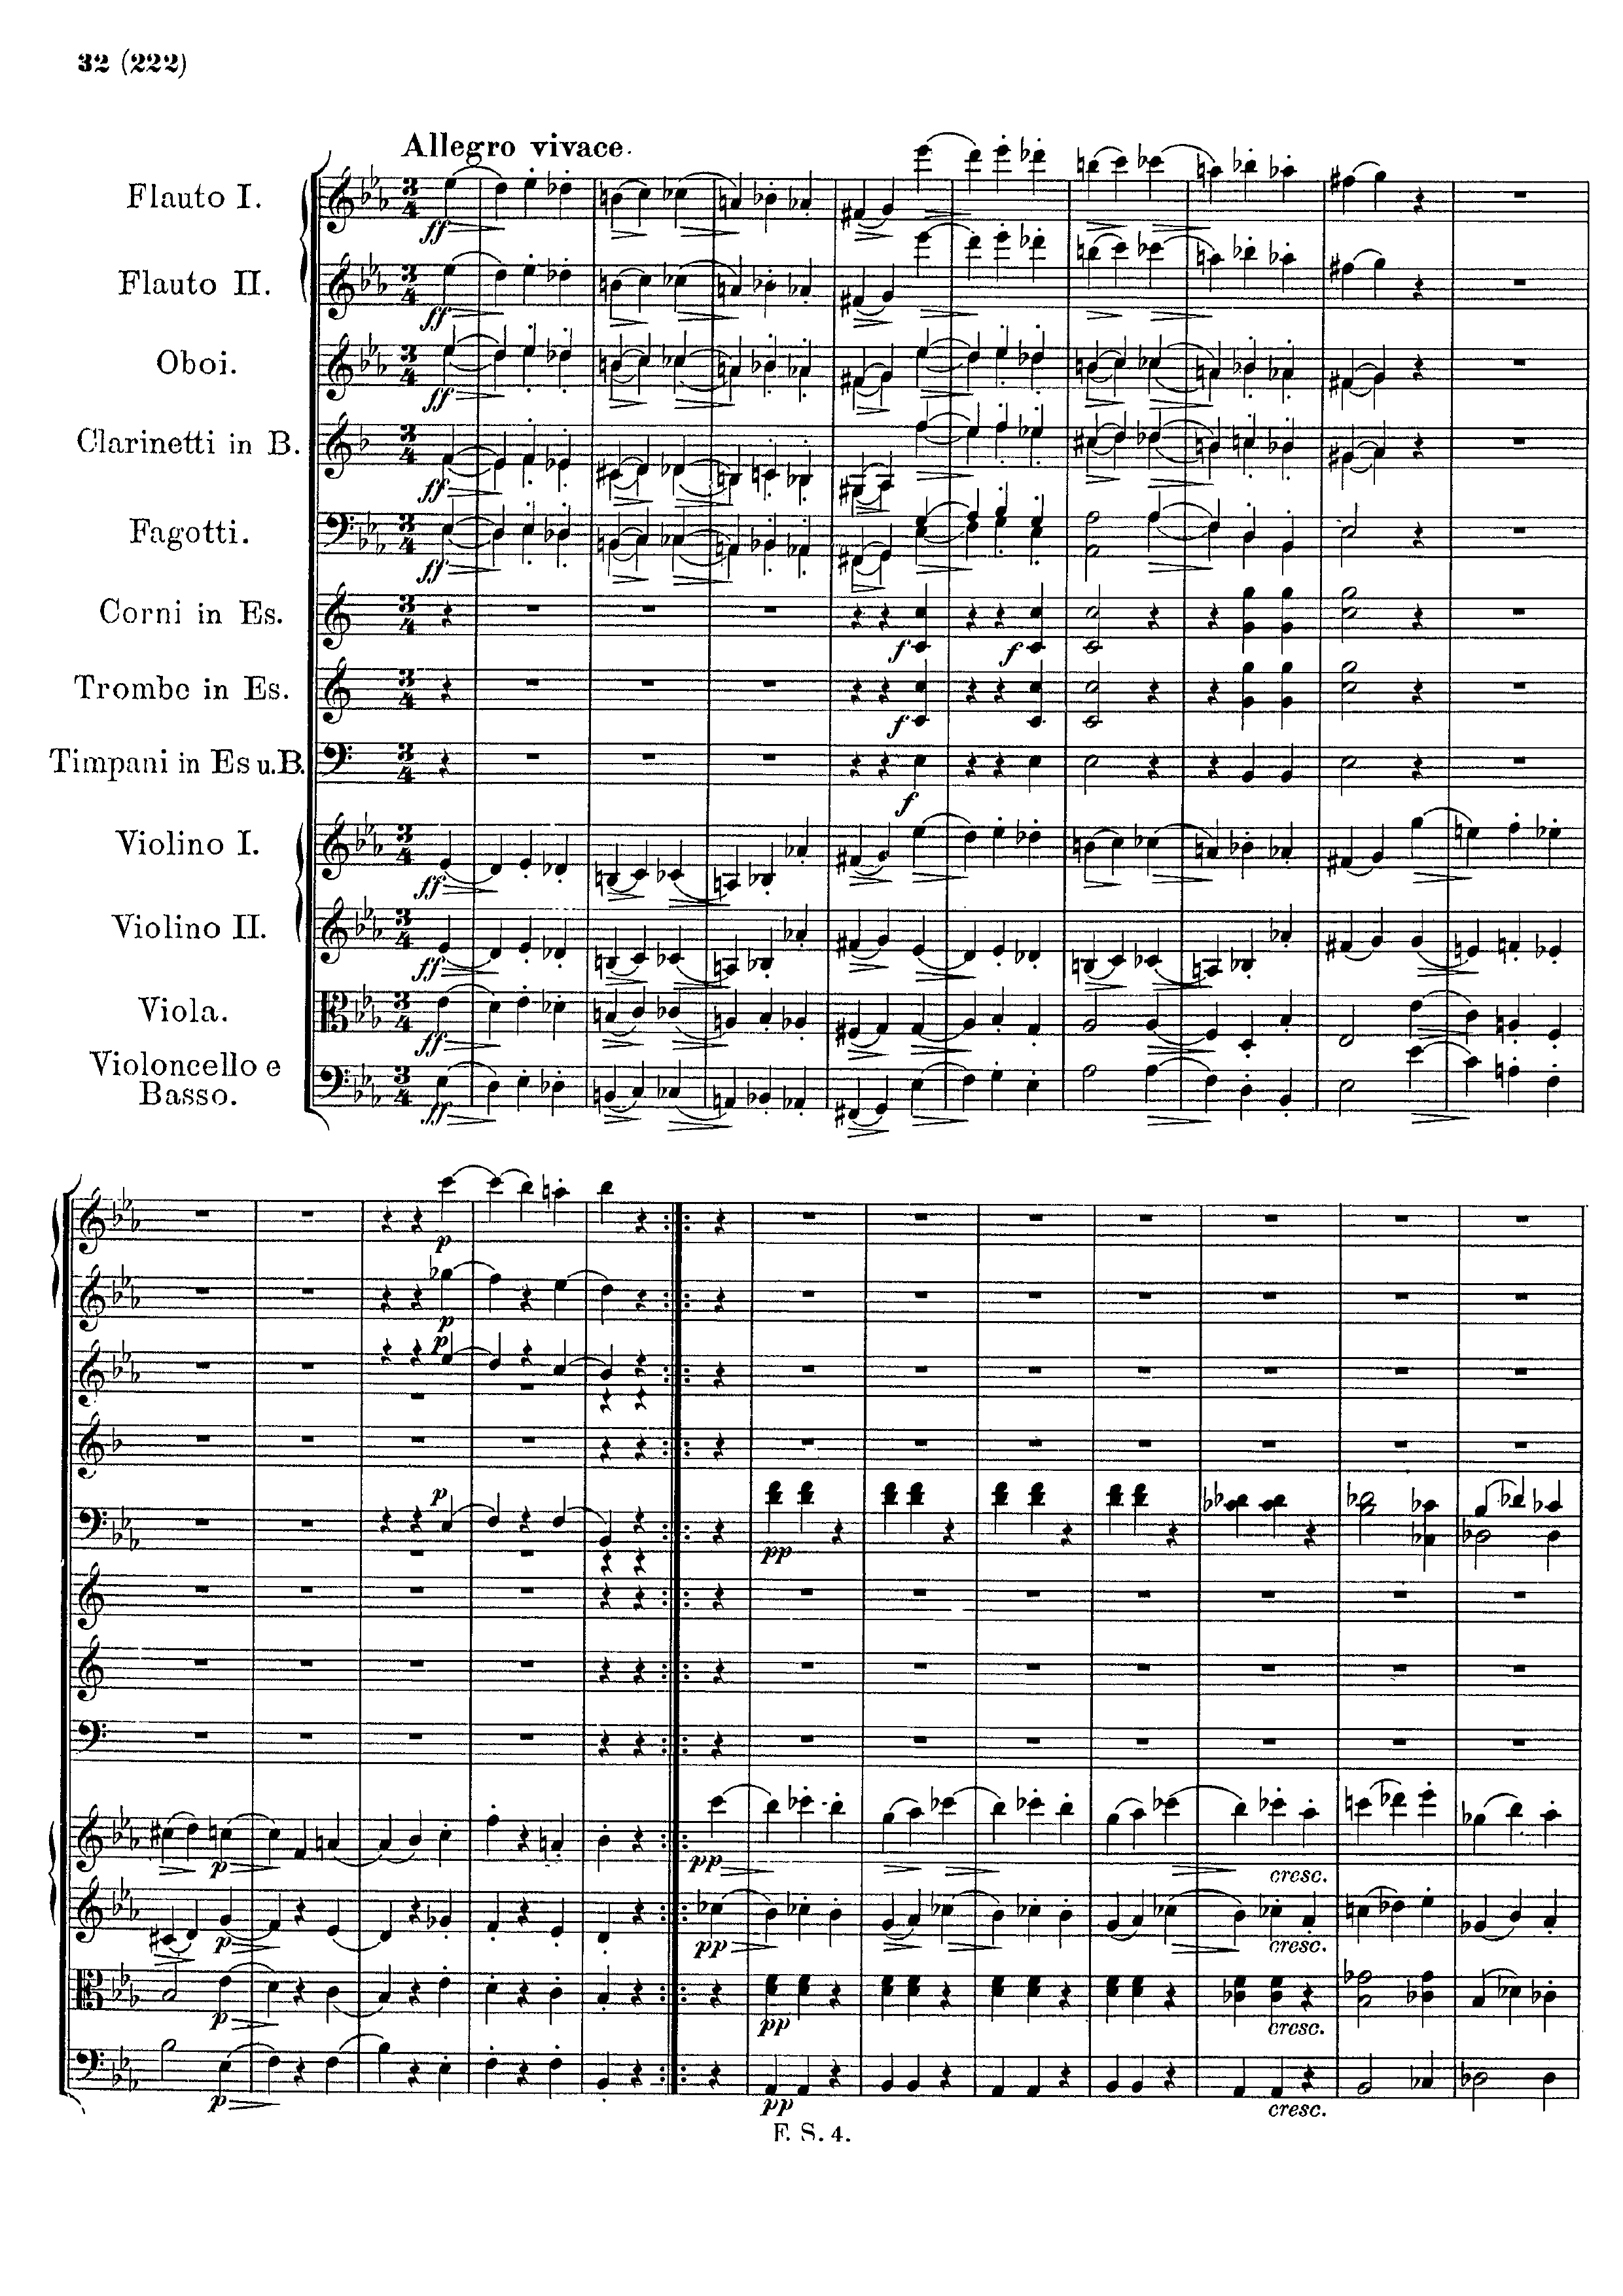 32 (222)
Allegro vivace.
Flauto I.
ff
Flauto II.
ff
Oboi.
ff
Clarinetti in B.
ff
Fagotti.
ff
Corni in Es.
f f
Trombe in Es.
f
Timpani in Es u. B.
f
Violino I.
ff
Violino II.
ff
Viola.
ff
Violoncello e
Basso.
ff
p
p
p
p
pp
p pp cresc.
p pp cresc.
p pp cresc.
p pp cresc.
F. S. 4.